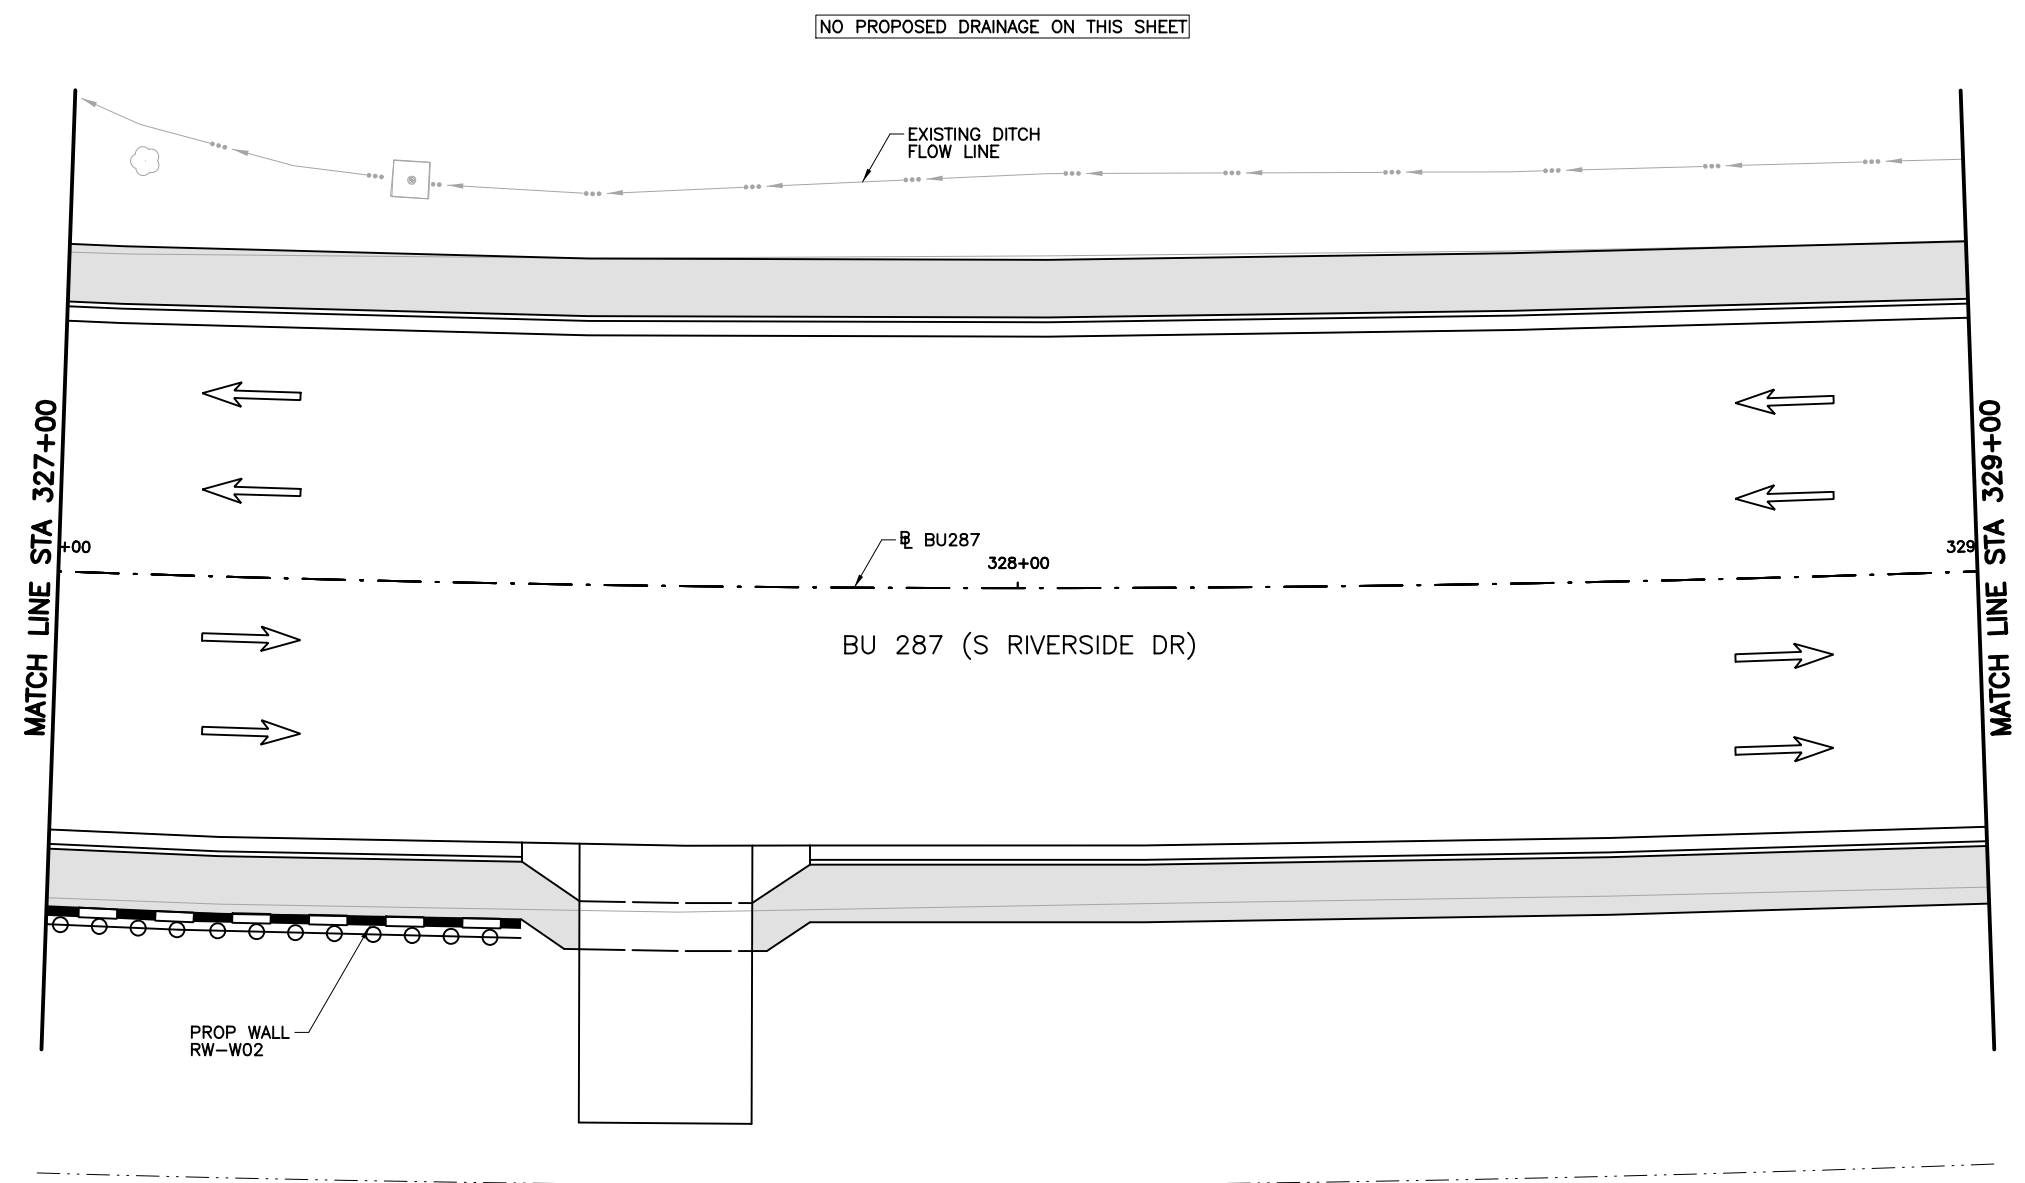 NO PROPOSED DRAINAGE ON THIS SHEET
EXISTING DITCH
FLOW LINE
MATCH LINE STA 327+00
MATCH LINE STA 329+00
+00
BL BU287
328+00
329
BU 287 (S RIVERSIDE DR)
PROP WALL
RW-W02